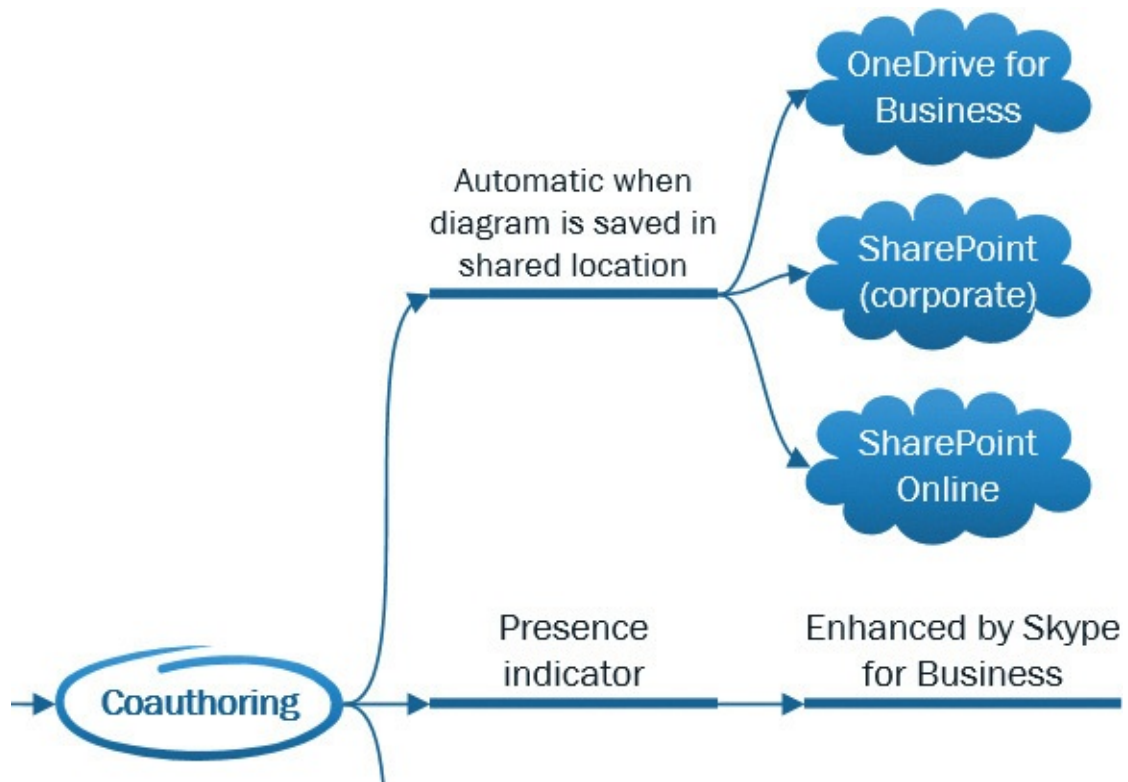 OneDrive for
Business
Automatic when
diagram is saved in
shared location
SharePoint
(corporate)
SharePoint
Online
Presence
indicator
Enhanced by Skype
for Business
Coauthoring